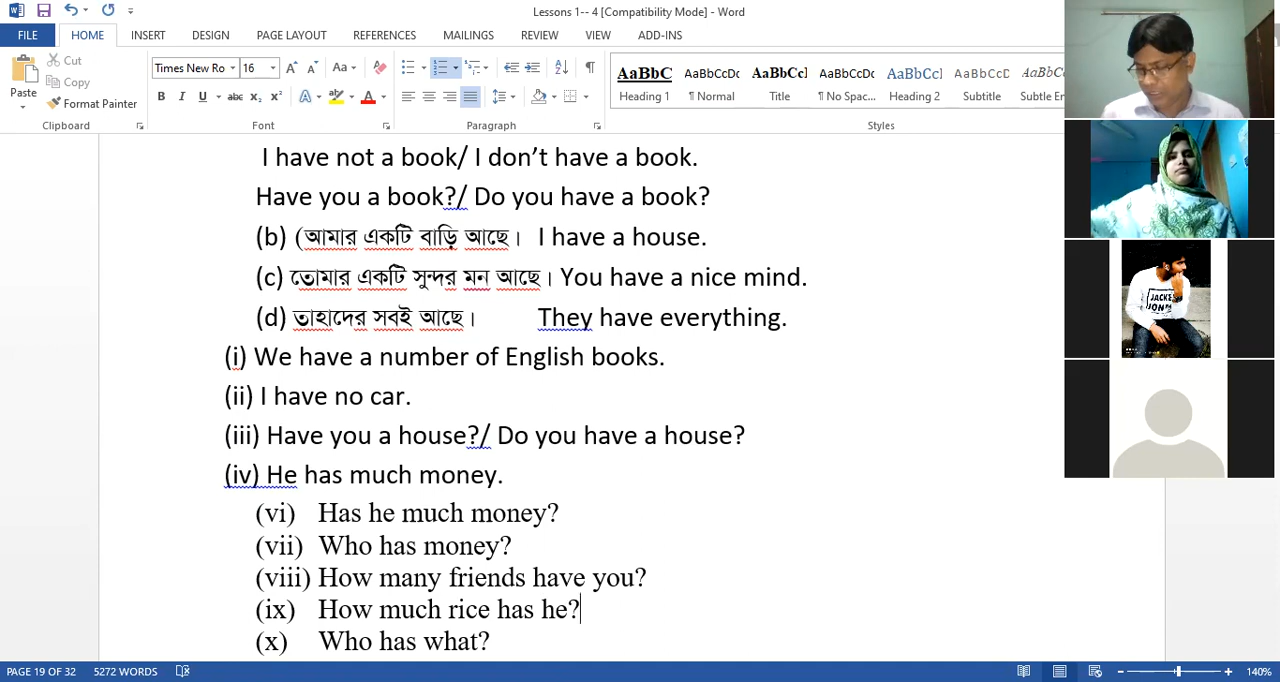 Lessons 1-- 4 [Compatibility Mode] - Word
FILE HOME INSERT DESIGN PAGE LAYOUT REFERENCES MAILINGS REVIEW VIEW ADD-INS
Cut
Copy
Format Painter
Paste
Times New Ro 16
Aa
B I U abc x₂ x²
AaBbC AaBbCcDc AaBbCcl AaBbCcDc AaBbCcl AaBbCcD AaBbCcD
Heading 1 ¶ Normal Title ¶ No Spac... Heading 2 Subtitle Subtle Em
Clipboard Font Paragraph Styles
I have not a book/ I don’t have a book.
Have you a book?/ Do you have a book?
(b) (আমার একটি বাড়ি আছে। I have a house.
(c) তোমার একটি সুন্দর মন আছে। You have a nice mind.
(d) তাহাদের সবই আছে। They have everything.
(i) We have a number of English books.
(ii) I have no car.
(iii) Have you a house?/ Do you have a house?
(iv) He has much money.
(vi) Has he much money?
(vii) Who has money?
(viii) How many friends have you?
(ix) How much rice has he?
(x) Who has what?
JACK
JON
PAGE 19 OF 32 5272 WORDS 140%